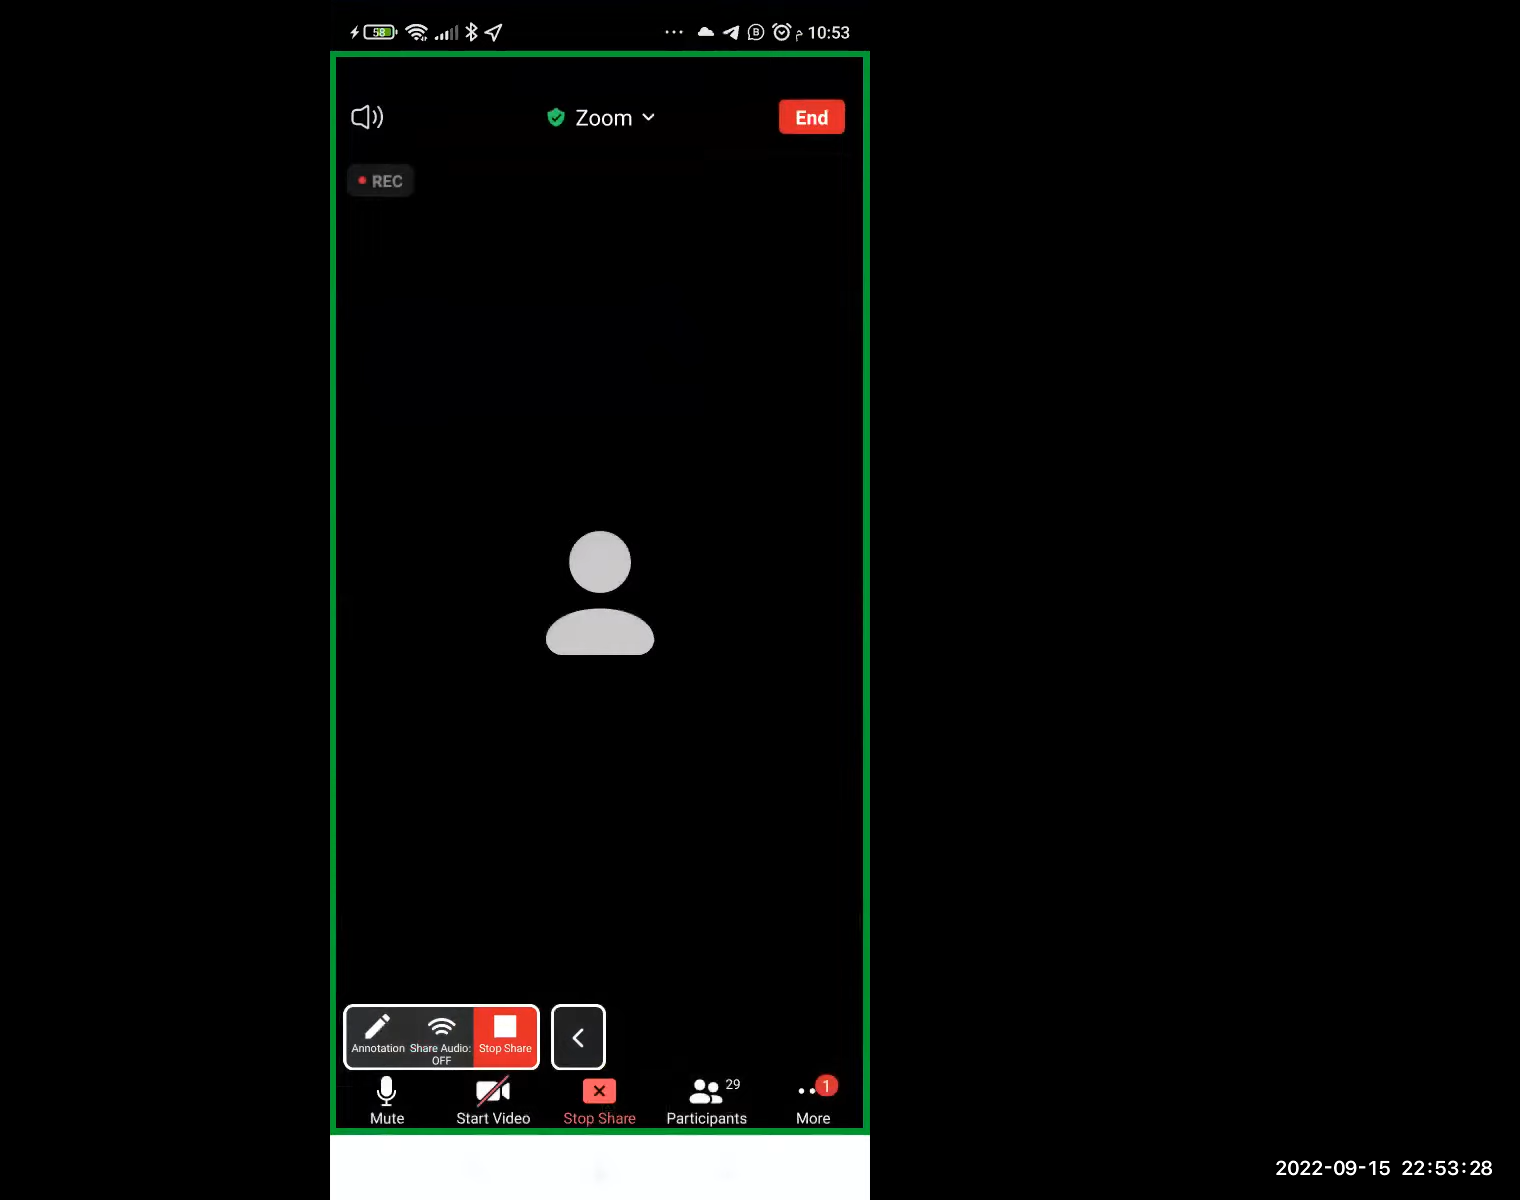 58 م 10:53
Zoom End
REC
Annotation Share Audio: OFF Stop Share
29 1
Mute Start Video Stop Share Participants More
2022-09-15 22:53:28